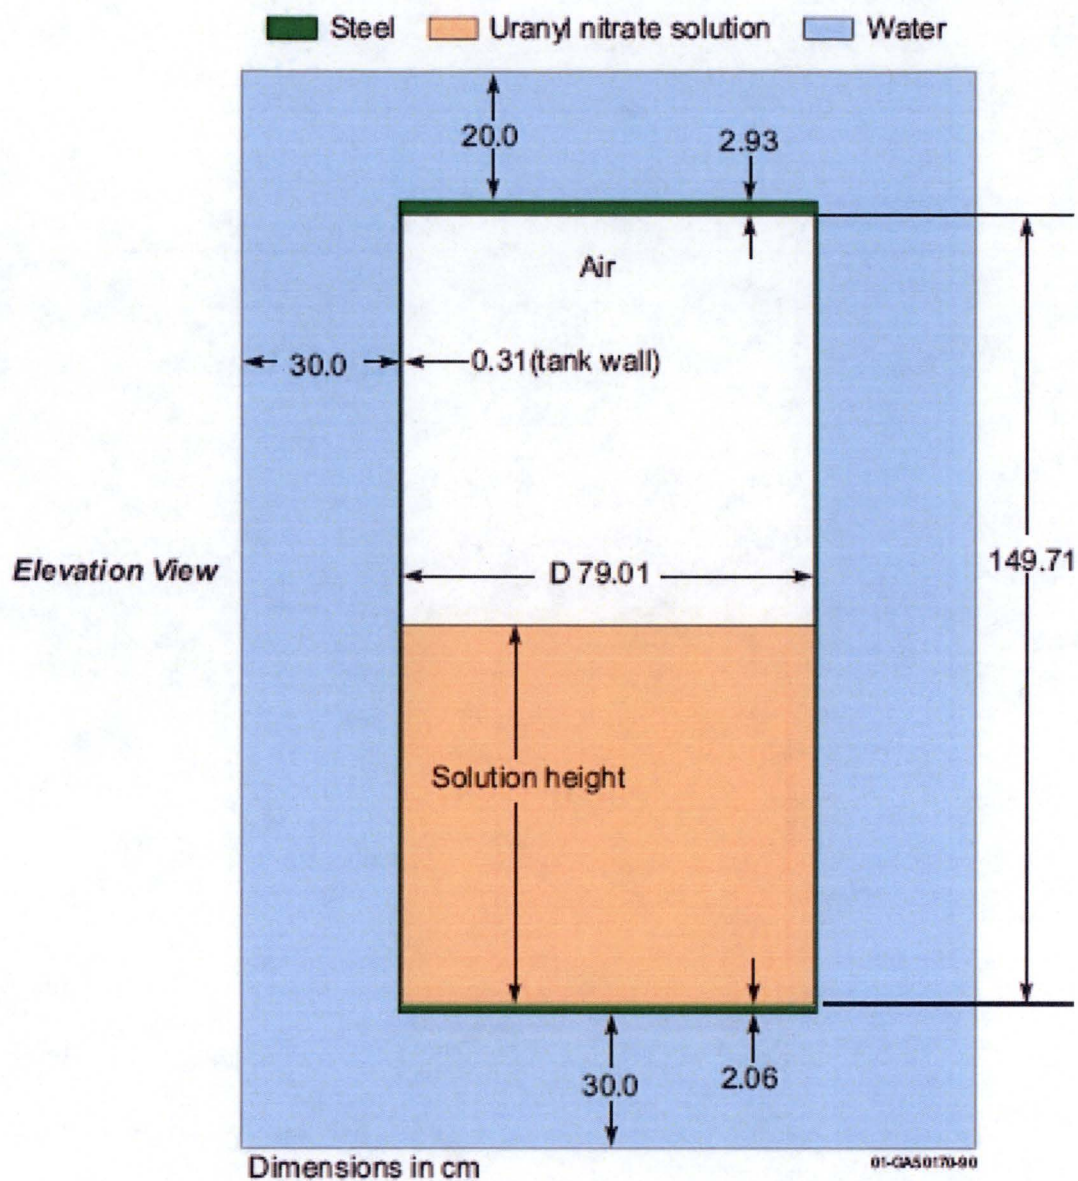 Steel Uranyl nitrate solution Water
20.0
2.93
Air
30.0
0.31(tank wall)
Elevation View
D 79.01
149.71
Solution height
30.0
2.06
Dimensions in cm
01-GA50170-90